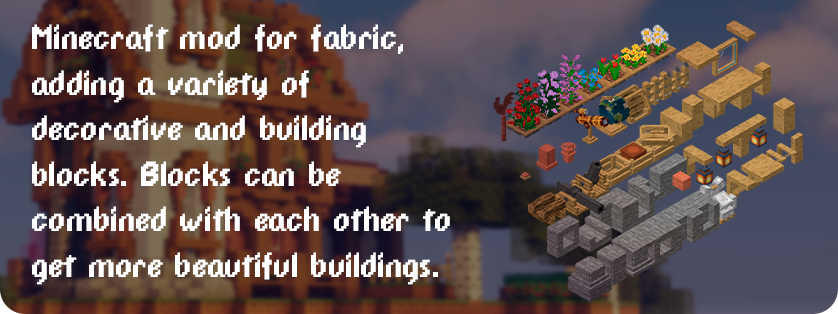 Minecraft mod for fabric,
adding a variety of
decorative and building
blocks. Blocks can be
combined with each other to
get more beautiful buildings.